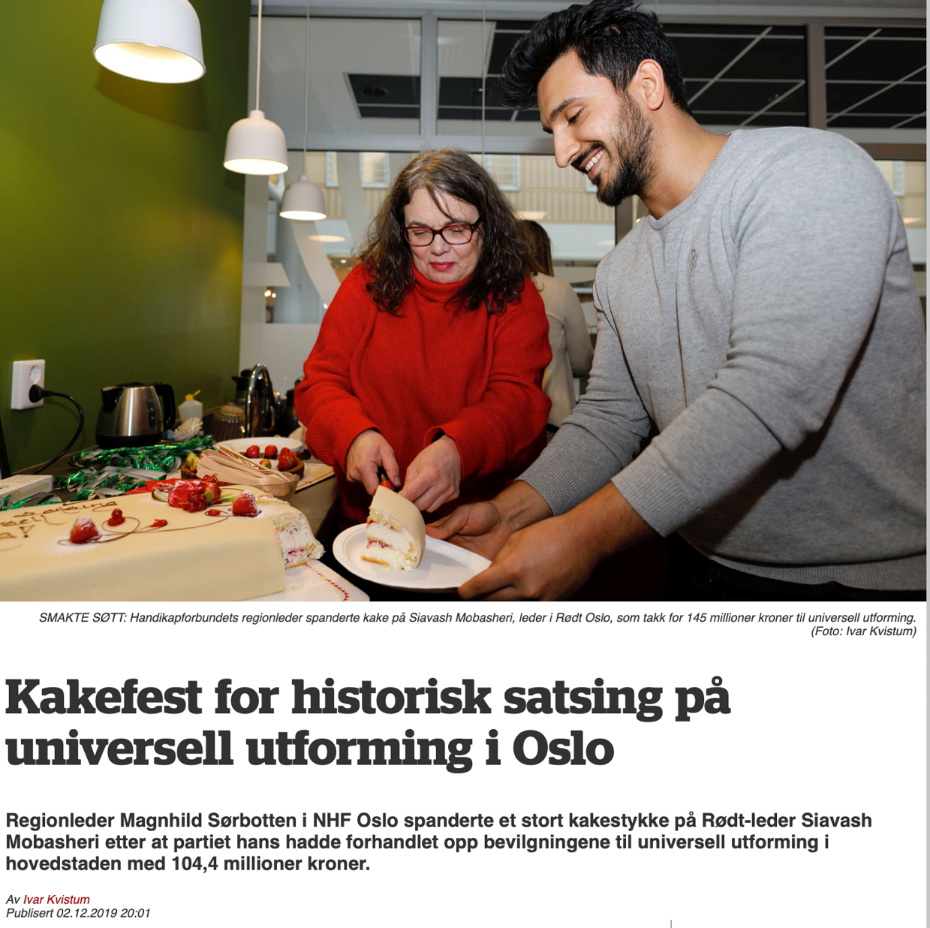 SMAKTE SØTT: Handikapforbundets regionleder spanderte kake på Siavash Mobasheri, leder i Rødt Oslo, som takk for 145 millioner kroner til universell utforming.
(Foto: Ivar Kvistum)
Kakefest for historisk satsing på
universell utforming i Oslo
Regionleder Magnhild Sørbotten i NHF Oslo spanderte et stort kakestykke på Rødt-leder Siavash
Mobasheri etter at partiet hans hadde forhandlet opp bevilgningene til universell utforming i
hovedstaden med 104,4 millioner kroner.
Av Ivar Kvistum
Publisert 02.12.2019 20:01